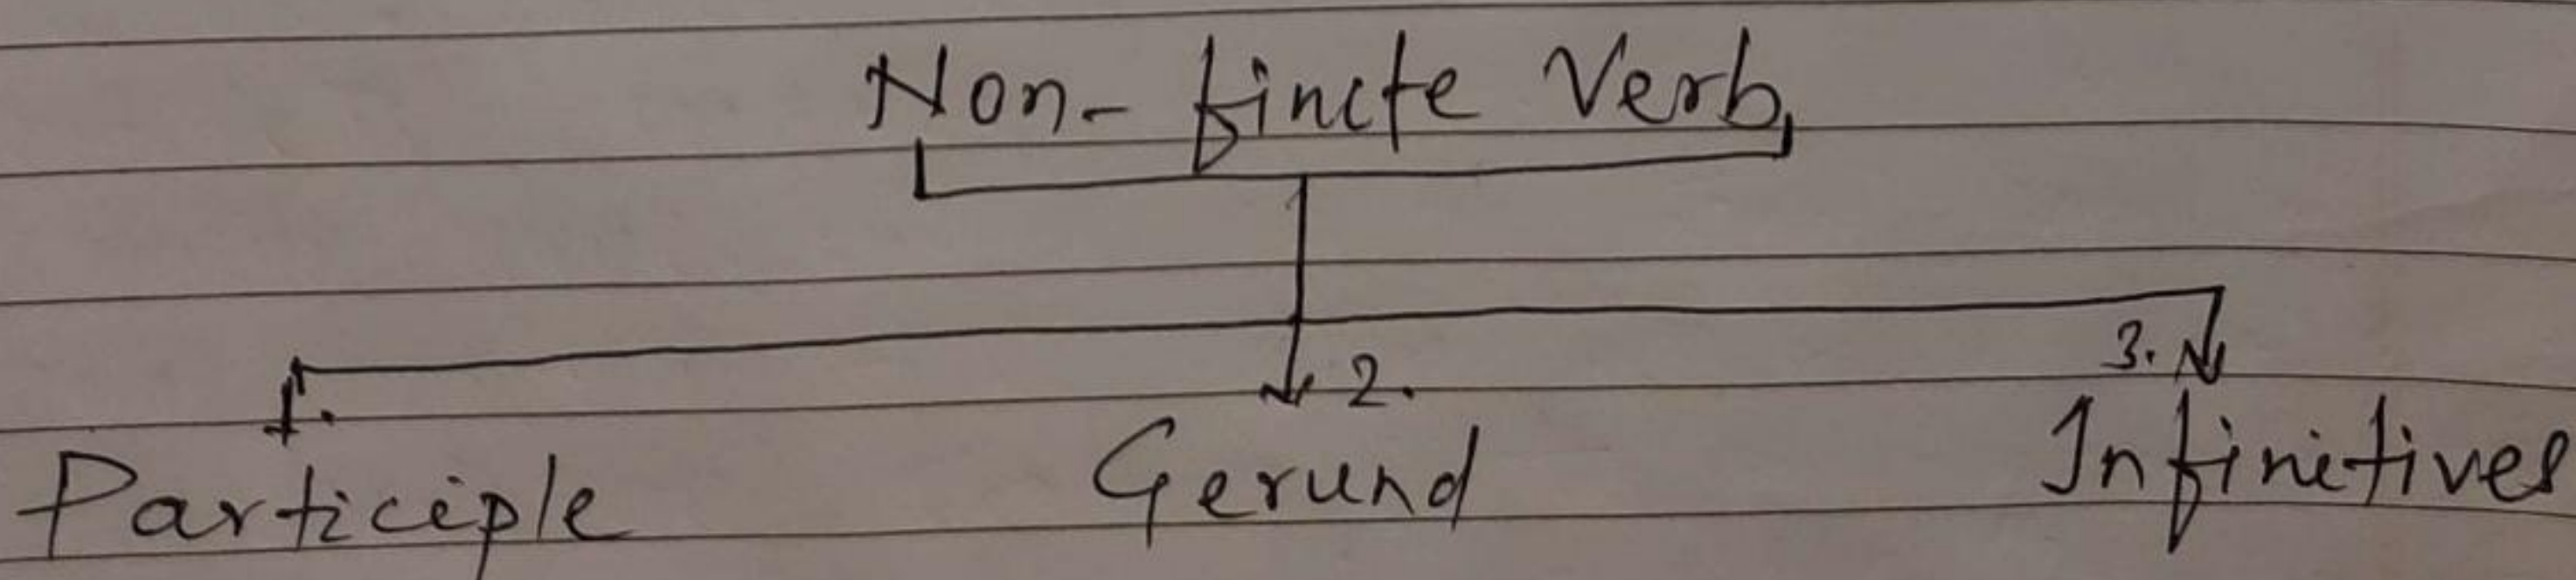 Non-finite Verb
1. 2. 3.
Participle Gerund Infinitives